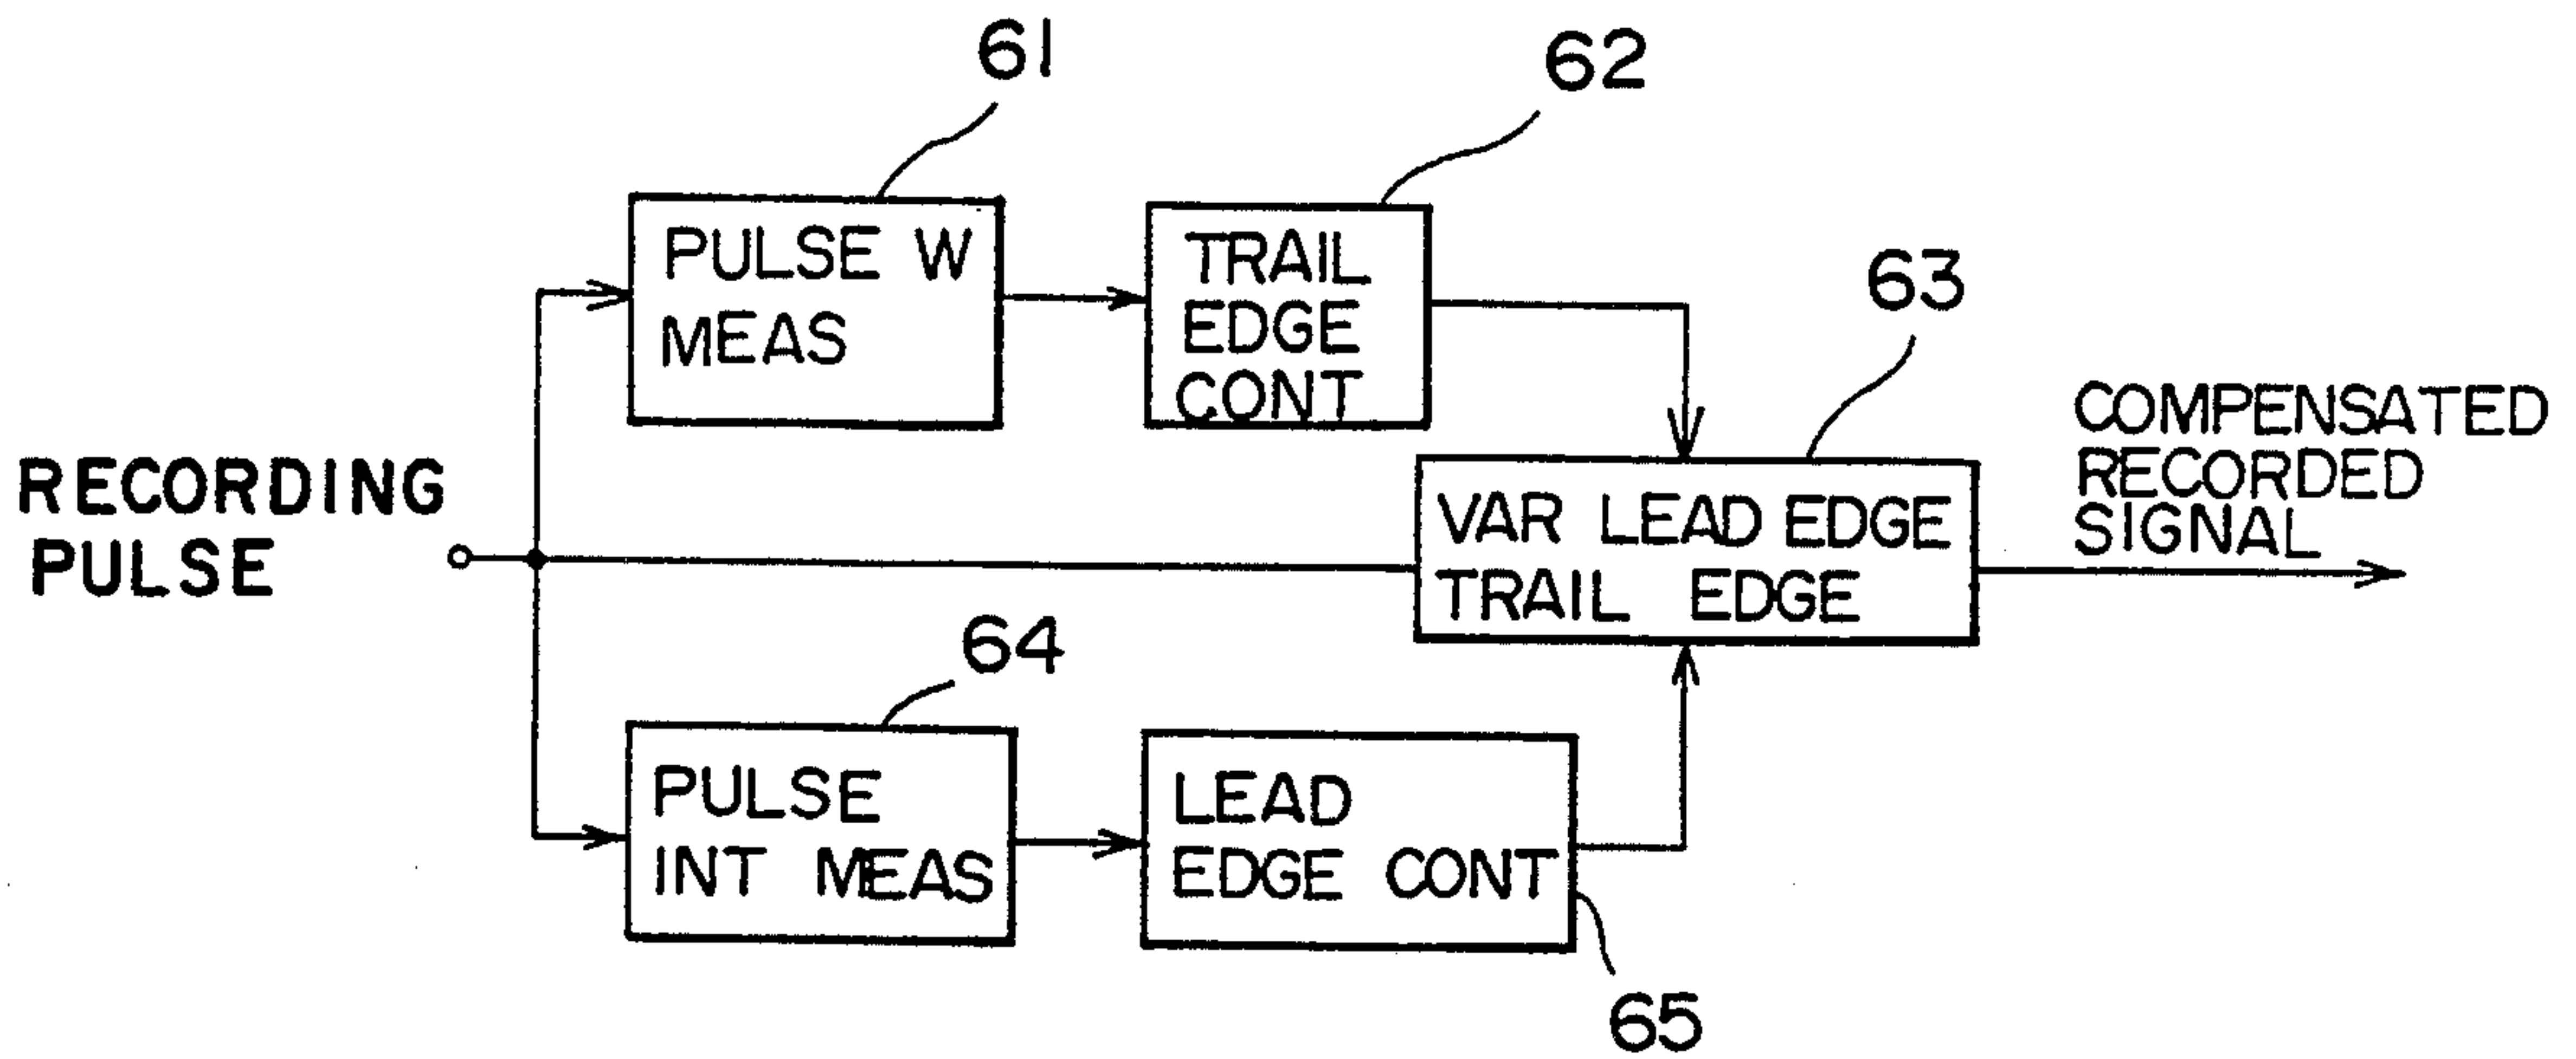 61
62
PULSE W
MEAS
TRAIL
EDGE
CONT
63
RECORDING
PULSE
VAR LEAD EDGE
TRAIL EDGE
COMPENSATED
RECORDED
SIGNAL
64
PULSE
INT MEAS
LEAD
EDGE CONT
65